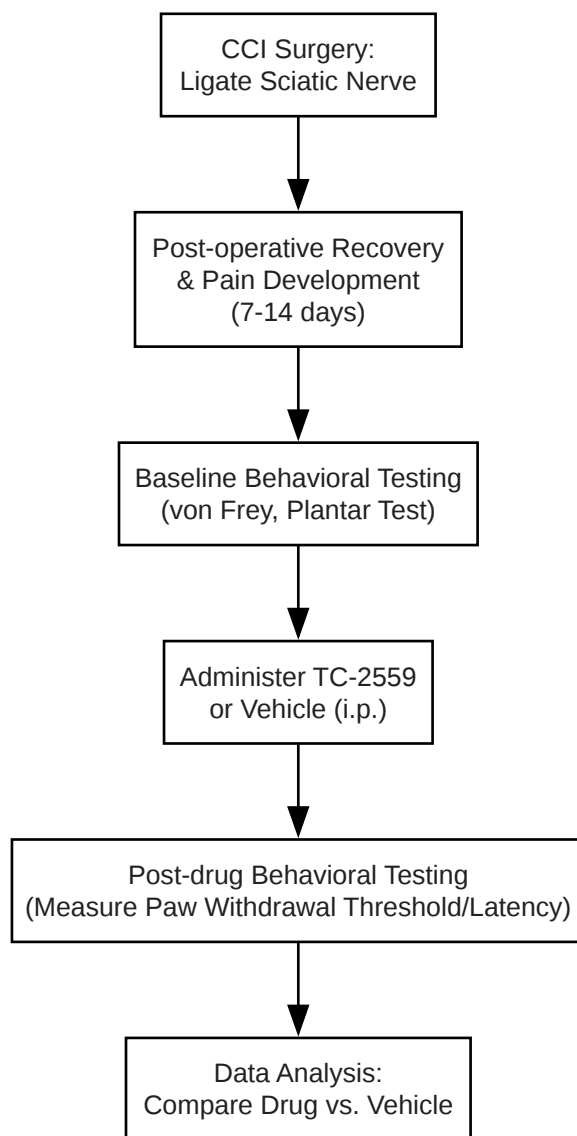 CCI Surgery:
Ligate Sciatic Nerve
Post-operative Recovery
& Pain Development
(7-14 days)
Baseline Behavioral Testing
(von Frey, Plantar Test)
Administer TC-2559
or Vehicle (i.p.)
Post-drug Behavioral Testing
(Measure Paw Withdrawal Threshold/Latency)
Data Analysis:
Compare Drug vs. Vehicle